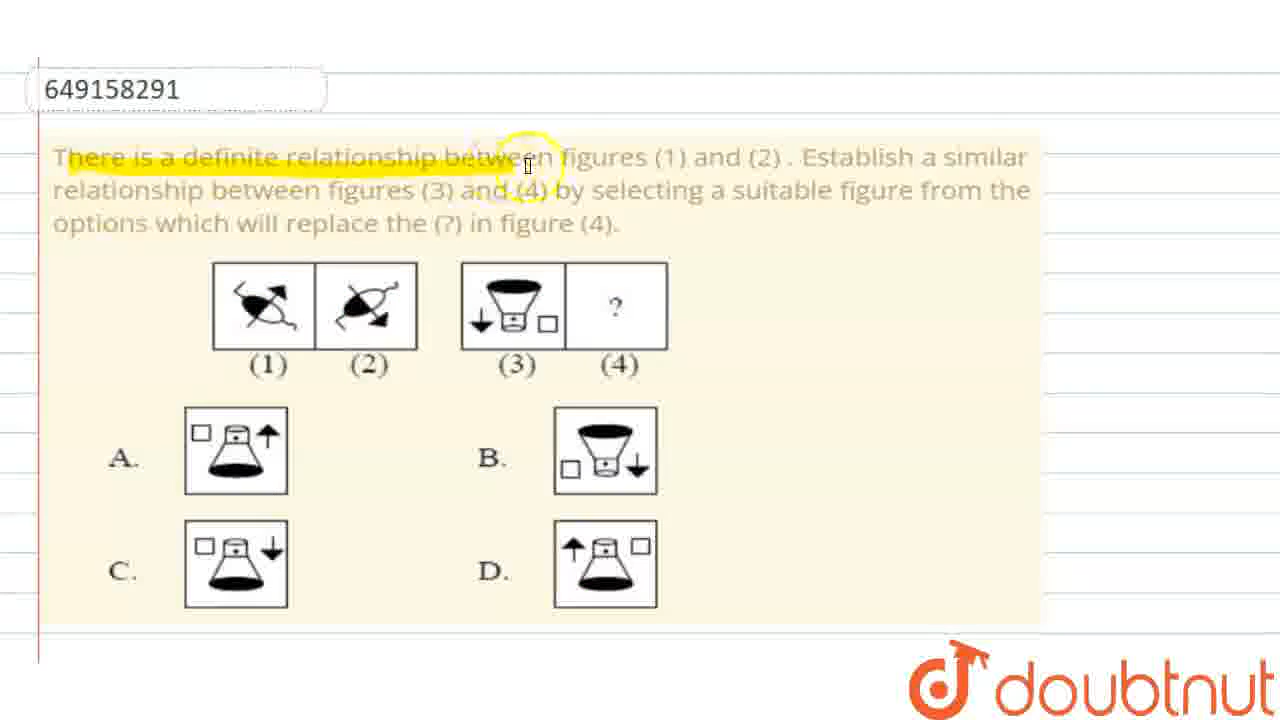 649158291
There is a definite relationship between figures (1) and (2) . Establish a similar
relationship between figures (3) and (4) by selecting a suitable figure from the
options which will replace the (?) in figure (4).
?
(1) (2) (3) (4)
A. B.
C. D.
doubtnut